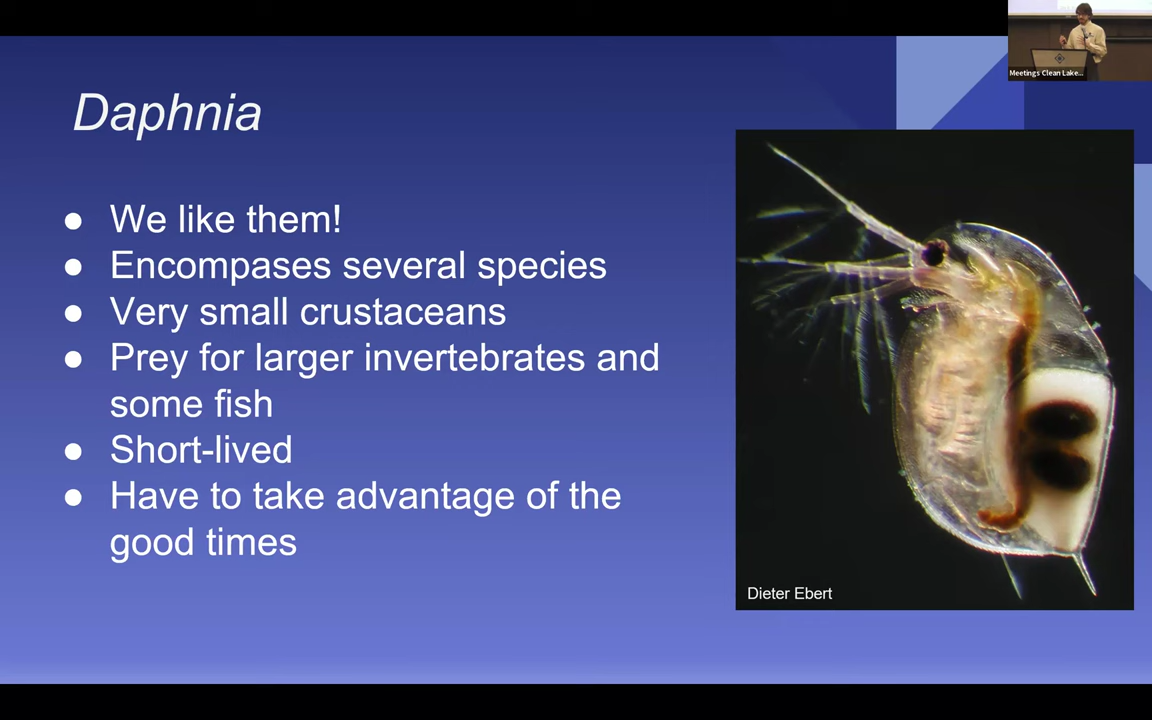 Meetings Clean Lake...
Daphnia
● We like them!
● Encompases several species
● Very small crustaceans
● Prey for larger invertebrates and
some fish
● Short-lived
● Have to take advantage of the
good times
Dieter Ebert